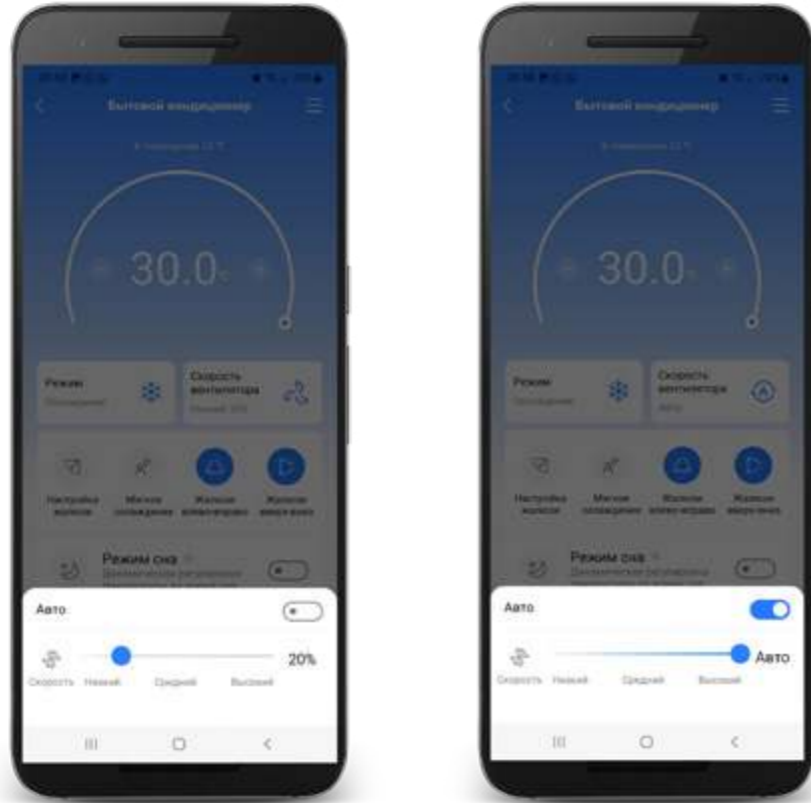 Бытовой кондиционер
30.0
Режим
Скорость
вентилятора
Настройка
жалюзи
Мягкое
охлаждение
Жалюзи
влево-вправо
Жалюзи
вверх-вниз
Режим сна
Авто
20%
Скорость
Низкий
Средний
Высокий
Бытовой кондиционер
30.0
Режим
Скорость
вентилятора
Авто
Настройка
жалюзи
Мягкое
охлаждение
Жалюзи
влево-вправо
Жалюзи
вверх-вниз
Режим сна
Авто
Авто
Скорость
Низкий
Средний
Высокий